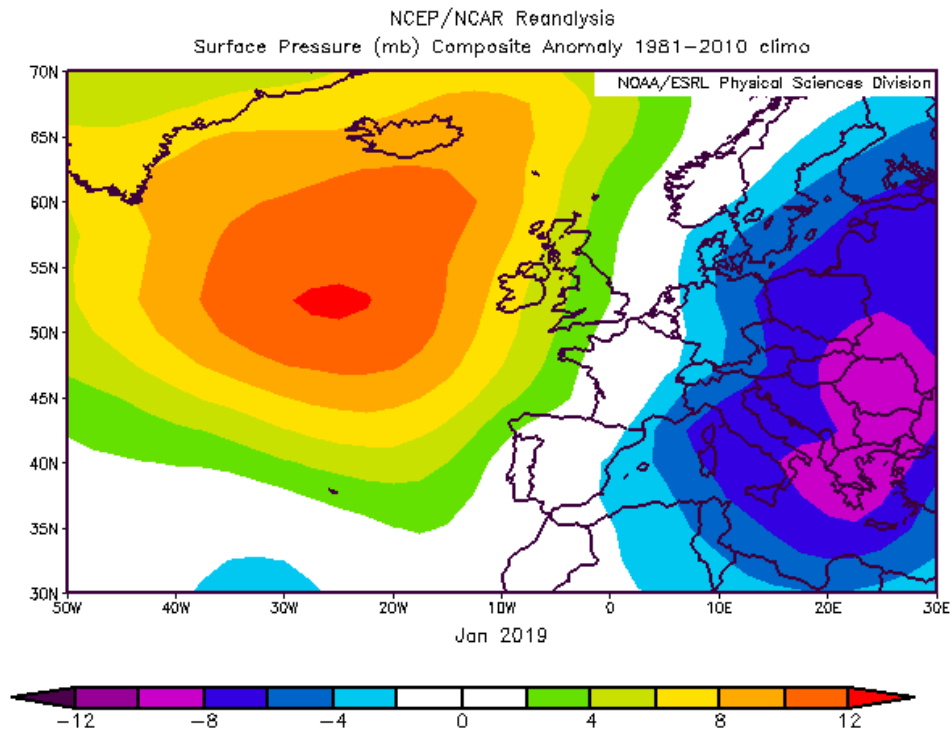 NCEP/NCAR Reanalysis
Surface Pressure (mb) Composite Anomaly 1981-2010 climo
NOAA/ESRL Physical Sciences Division
70N
65N
60N
55N
50N
45N
40N
35N
30N
50W 40W 30W 20W 10W 0 10E 20E 30E
Jan 2019
-12 -8 -4 0 4 8 12